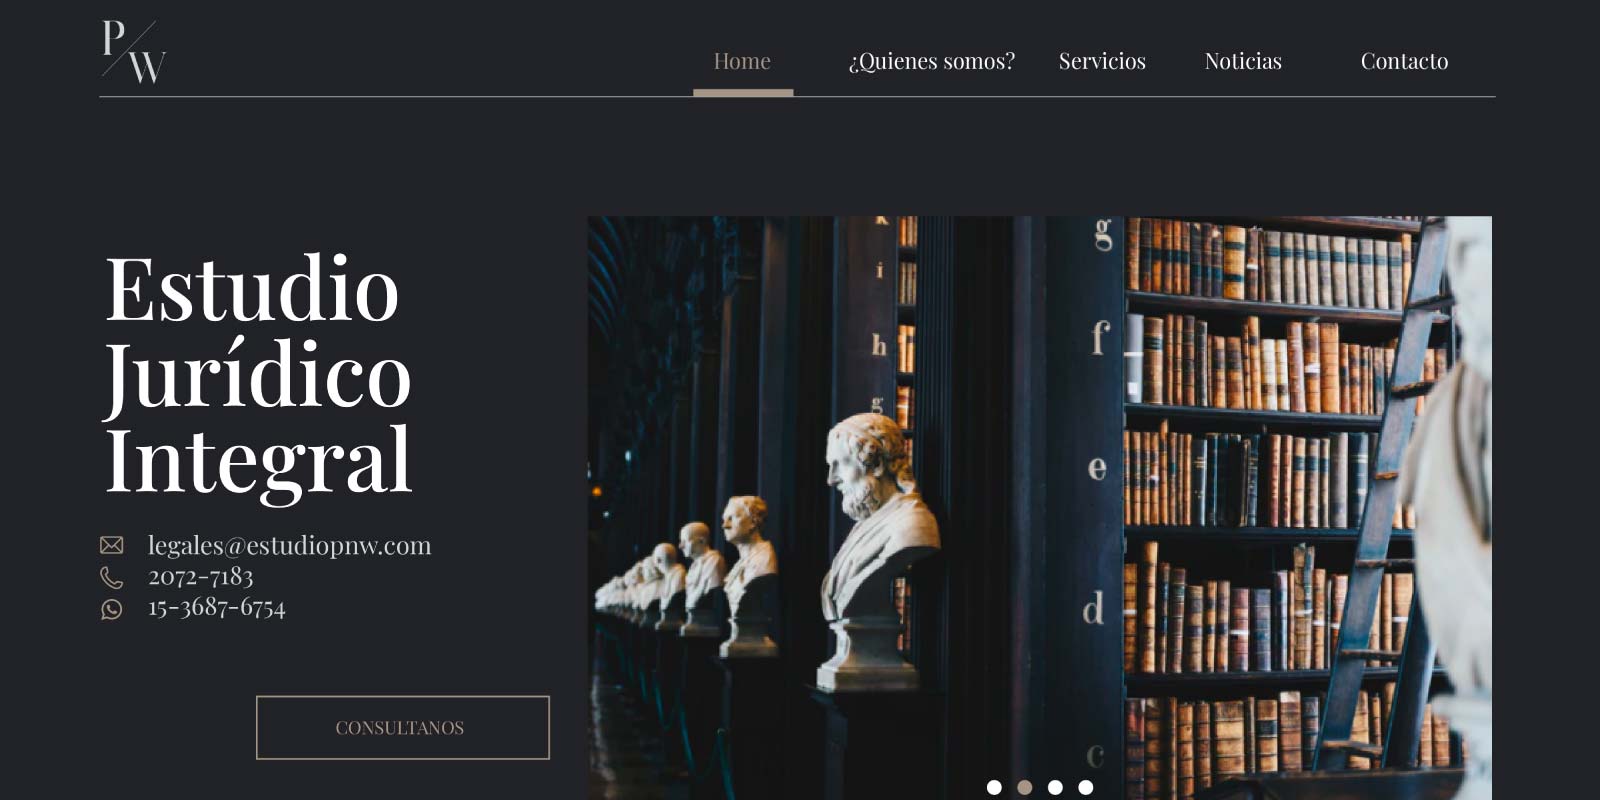 P
W
Home ¿Quienes somos? Servicios Noticias Contacto
Estudio
Jurídico
Integral
legales@estudiopnw.com
2072-7183
15-3687-6754
CONSULTANOS
k
i
h
g
g
f
e
d
c